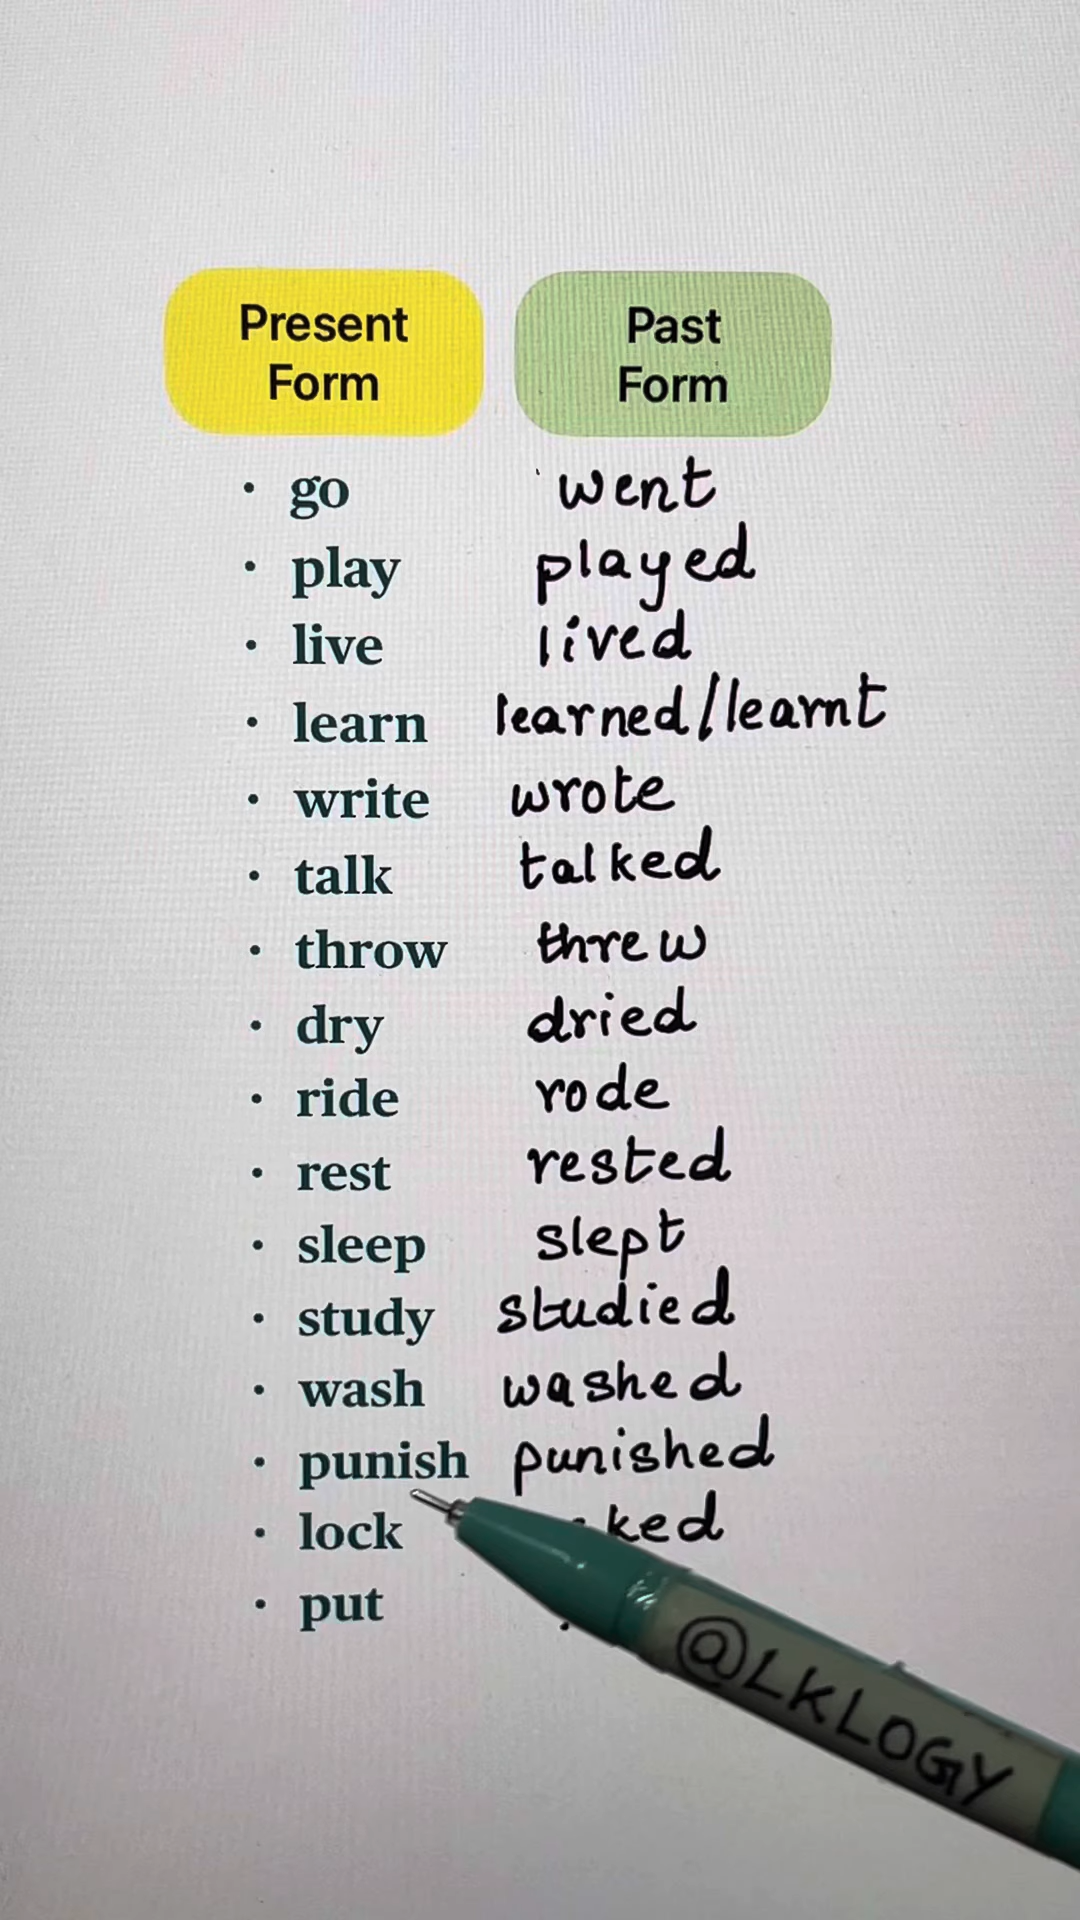 Present Form
Past Form
• go went
• play played
• live lived
• learn learned/learnt
• write wrote
• talk talked
• throw threw
• dry dried
• ride rode
• rest rested
• sleep slept
• study studied
• wash washed
• punish punished
• lock ked
• put
@LKLOGY